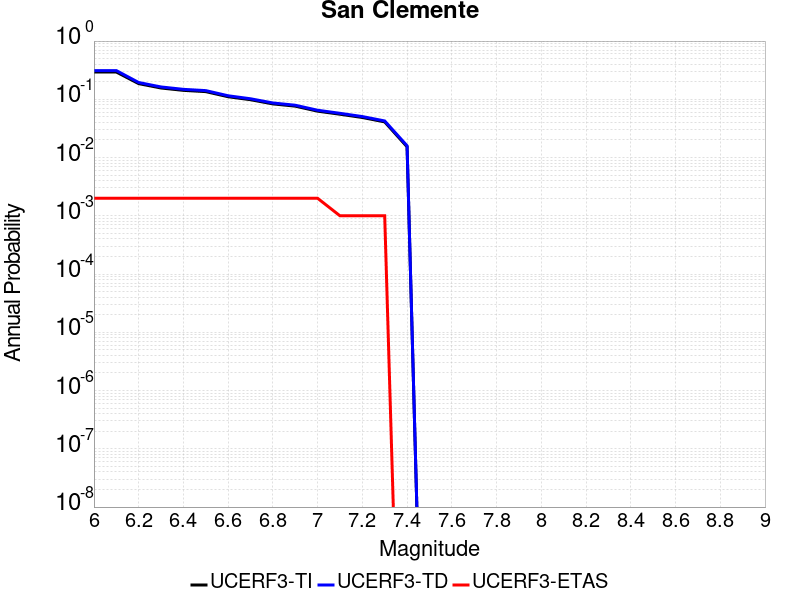 San Clemente
10^0
10^-1
10^-2
10^-3
10^-4
10^-5
10^-6
10^-7
10^-8
Annual Probability
6 6.2 6.4 6.6 6.8 7 7.2 7.4 7.6 7.8 8 8.2 8.4 8.6 8.8 9
Magnitude
UCERF3-TI UCERF3-TD UCERF3-ETAS